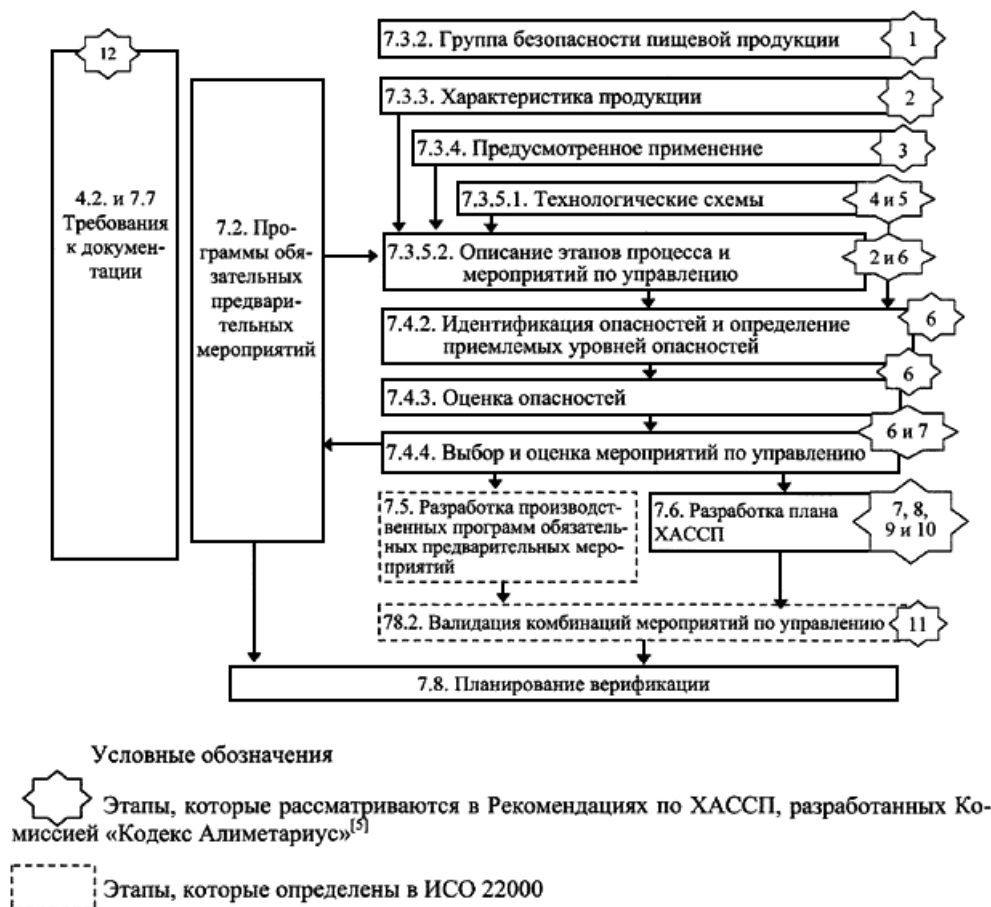 12
4.2. и 7.7
Требования
к докумен-
тации
7.2. Про-
граммы обя-
зательных
предвари-
тельных
мероприятий
7.3.2. Группа безопасности пищевой продукции
1
7.3.3. Характеристика продукции
2
7.3.4. Предусмотренное применение
3
7.3.5.1. Технологические схемы
4 и 5
7.3.5.2. Описание этапов процесса и
мероприятий по управлению
2 и 6
7.4.2. Идентификация опасностей и определение
приемлемых уровней опасностей
6
7.4.3. Оценка опасностей
6
7.4.4. Выбор и оценка мероприятий по управлению
6 и 7
7.5. Разработка производст-
венных программ обязатель-
ных предварительных меро-
приятий
7.6. Разработка плана
ХАССП
7, 8,
9 и 10
78.2. Валидация комбинаций мероприятий по управлению
11
7.8. Планирование верификации
Условные обозначения
Этапы, которые рассматриваются в Рекомендациях по ХАССП, разработанных Ко-
миссией «Кодекс Алиметариус»[5]
Этапы, которые определены в ИСО 22000